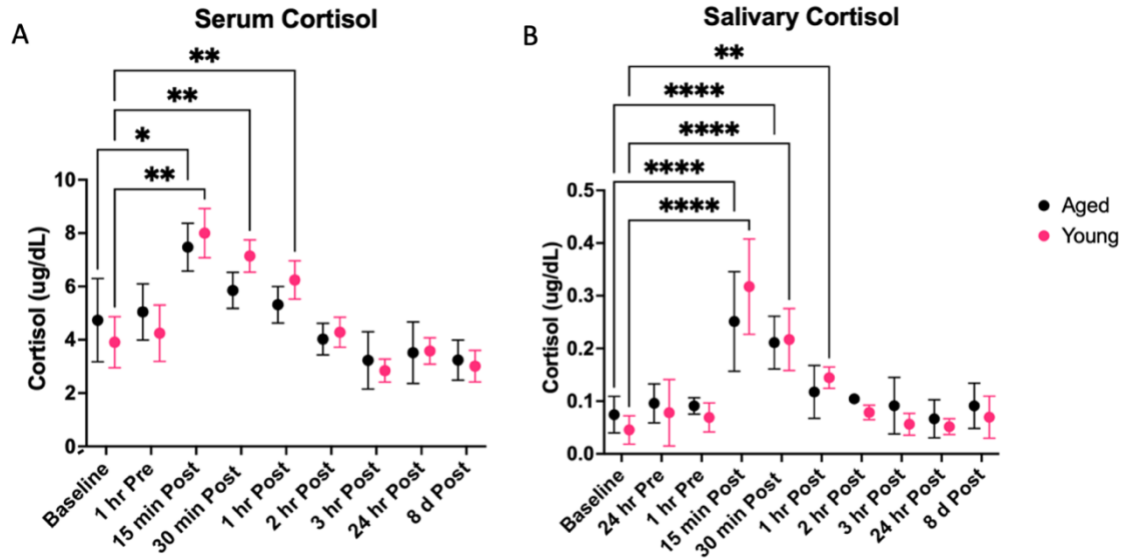 A
Serum Cortisol
**
**
*
**
Cortisol (ug/dL)
10
8
6
4
2
0
Baseline
1 hr Pre
15 min Post
30 min Post
1 hr Post
2 hr Post
3 hr Post
24 hr Post
8 d Post
B
Salivary Cortisol
**
****
****
****
****
Cortisol (ug/dL)
0.5
0.4
0.3
0.2
0.1
0.0
Baseline
24 hr Pre
1 hr Pre
15 min Post
30 min Post
1 hr Post
2 hr Post
3 hr Post
24 hr Post
8 d Post
Aged
Young